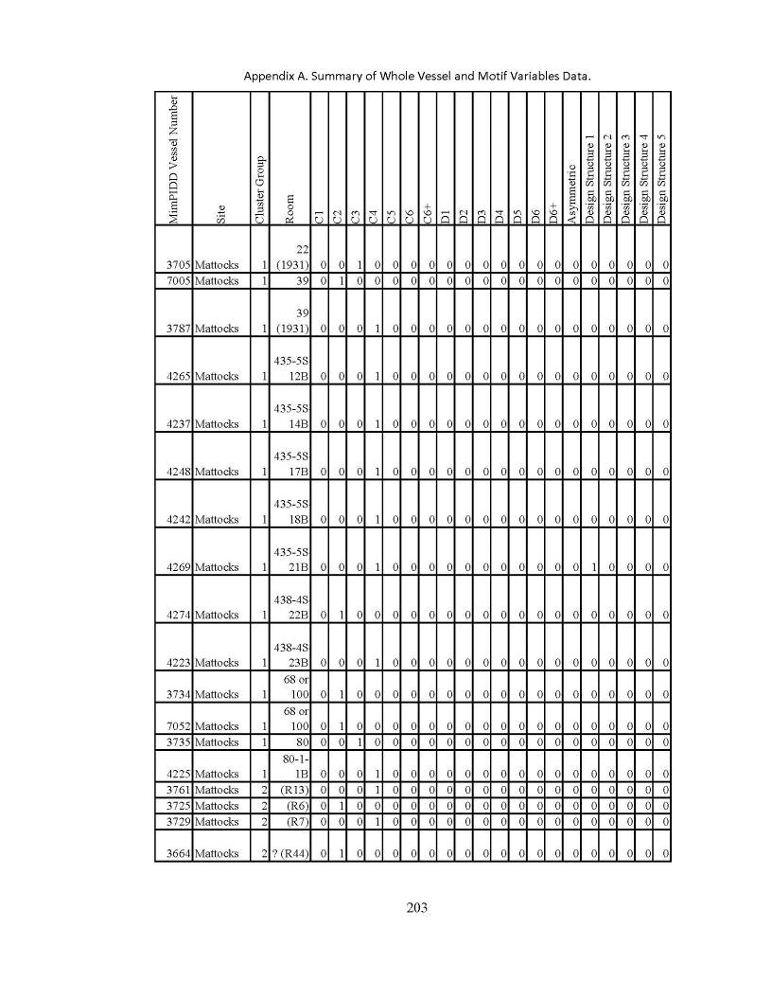 Appendix A. Summary of Whole Vessel and Motif Variables Data.
MimPIDD Vessel Number Site Cluster Group Room C1 C2 C3 C4 C5 C6 C6+ D1 D2 D3 D4 D5 D6 D6+ Asymmetric Design Structure 1 Design Structure 2 Design Structure 3 Design Structure 4 Design Structure 5
22
3705 Mattocks 1 (1931) 0 0 1 0 0 0 0 0 0 0 0 0 0 0 0 0 0 0 0 0
7005 Mattocks 1 39 0 1 0 0 0 0 0 0 0 0 0 0 0 0 0 0 0 0 0 0
39
3787 Mattocks 1 (1931) 0 0 0 1 0 0 0 0 0 0 0 0 0 0 0 0 0 0 0 0
435-5S-
4265 Mattocks 1 12B 0 0 0 1 0 0 0 0 0 0 0 0 0 0 0 0 0 0 0 0
435-5S-
4237 Mattocks 1 14B 0 0 0 1 0 0 0 0 0 0 0 0 0 0 0 0 0 0 0 0
435-5S-
4248 Mattocks 1 17B 0 0 0 1 0 0 0 0 0 0 0 0 0 0 0 0 0 0 0 0
435-5S-
4242 Mattocks 1 18B 0 0 0 1 0 0 0 0 0 0 0 0 0 0 0 0 0 0 0 0
435-5S-
4269 Mattocks 1 21B 0 0 0 1 0 0 0 0 0 0 0 0 0 0 0 1 0 0 0 0
438-4S-
4274 Mattocks 1 22B 0 1 0 0 0 0 0 0 0 0 0 0 0 0 0 0 0 0 0 0
438-4S-
4223 Mattocks 1 23B 0 0 0 1 0 0 0 0 0 0 0 0 0 0 0 0 0 0 0 0
68 or
3734 Mattocks 1 100 0 1 0 0 0 0 0 0 0 0 0 0 0 0 0 0 0 0 0 0
68 or
7052 Mattocks 1 100 0 1 0 0 0 0 0 0 0 0 0 0 0 0 0 0 0 0 0 0
3735 Mattocks 1 80 0 0 1 0 0 0 0 0 0 0 0 0 0 0 0 0 0 0 0 0
80-1-
4225 Mattocks 1 1B 0 0 0 1 0 0 0 0 0 0 0 0 0 0 0 0 0 0 0 0
3761 Mattocks 2 (R13) 0 0 0 1 0 0 0 0 0 0 0 0 0 0 0 0 0 0 0 0
3725 Mattocks 2 (R6) 0 1 0 0 0 0 0 0 0 0 0 0 0 0 0 0 0 0 0 0
3729 Mattocks 2 (R7) 0 0 0 1 0 0 0 0 0 0 0 0 0 0 0 0 0 0 0 0
3664 Mattocks 2 ? (R44) 0 1 0 0 0 0 0 0 0 0 0 0 0 0 0 0 0 0 0 0
203